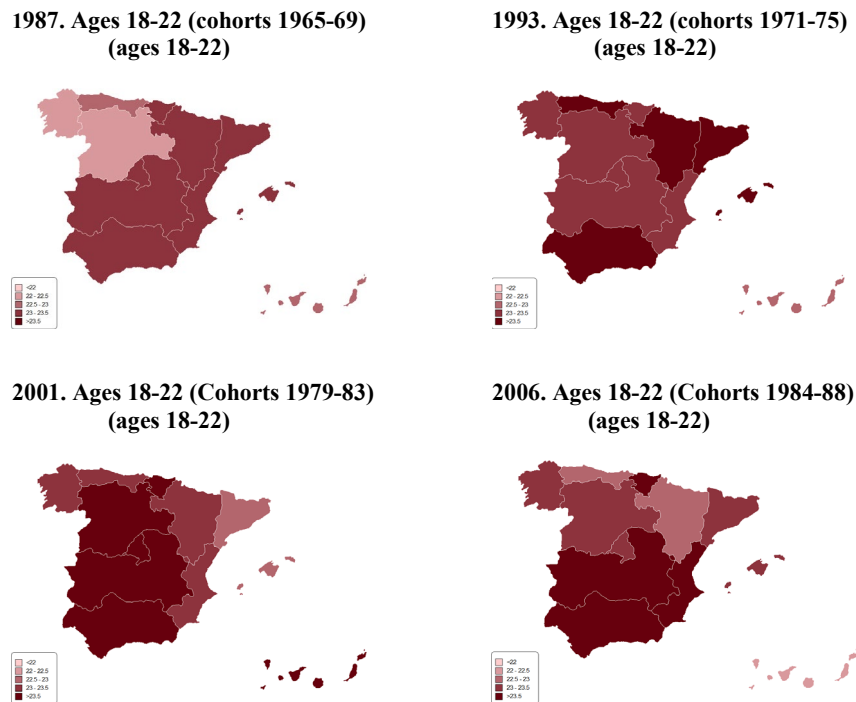 1987. Ages 18-22 (cohorts 1965-69)
(ages 18-22)
1993. Ages 18-22 (cohorts 1971-75)
(ages 18-22)
<22
22 - 22.5
22.5 - 23
23 - 23.5
>23.5
<22
22 - 22.5
22.5 - 23
23 - 23.5
>23.5
2001. Ages 18-22 (Cohorts 1979-83)
(ages 18-22)
2006. Ages 18-22 (Cohorts 1984-88)
(ages 18-22)
<22
22 - 22.5
22.5 - 23
23 - 23.5
>23.5
<22
22 - 22.5
22.5 - 23
23 - 23.5
>23.5